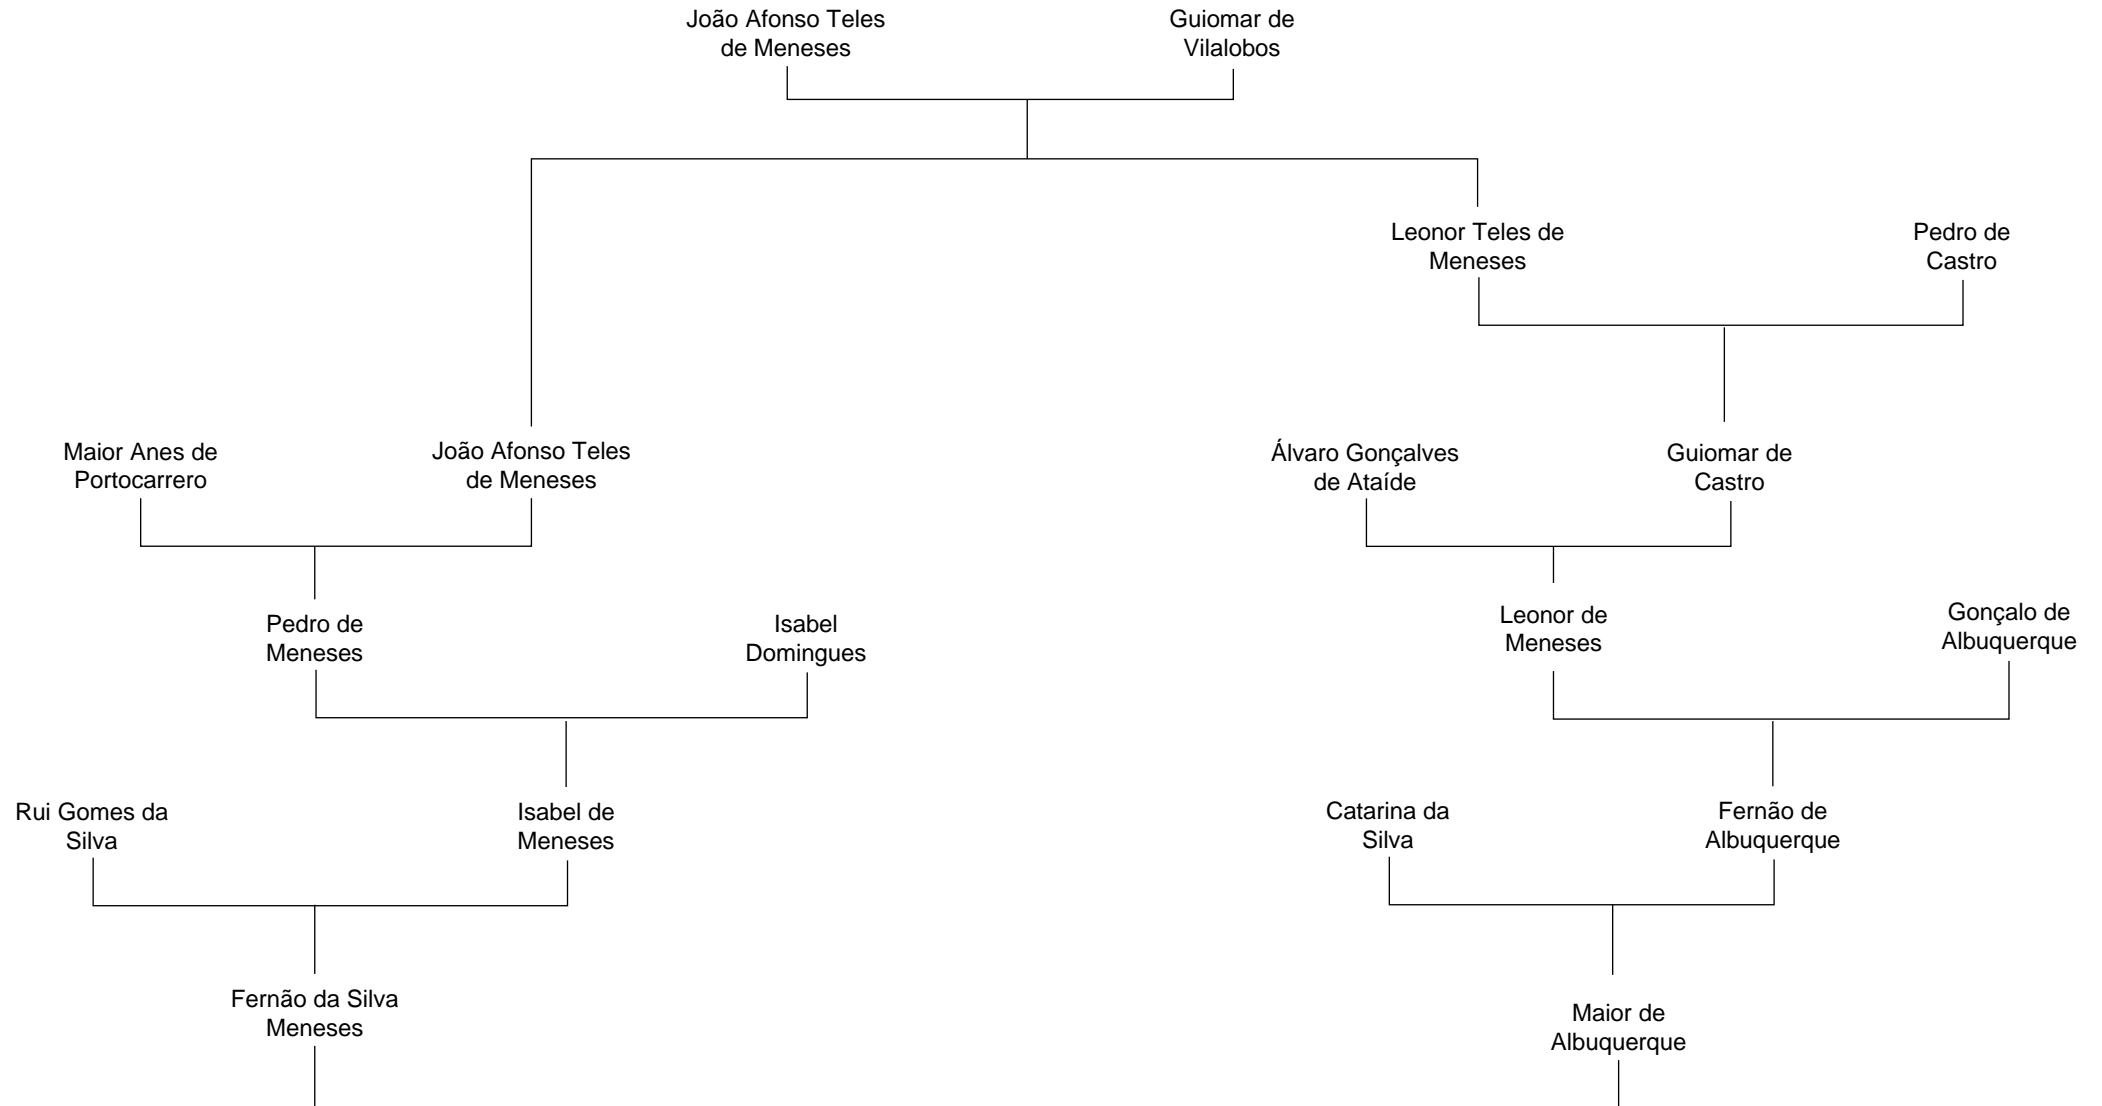 João Afonso Teles
de Meneses
Guiomar de
Vilalobos
Leonor Teles de
Meneses
Pedro de
Castro
Maior Anes de
Portocarrero
João Afonso Teles
de Meneses
Álvaro Gonçalves
de Ataíde
Guiomar de
Castro
Pedro de
Meneses
Isabel
Domingues
Leonor de
Meneses
Gonçalo de
Albuquerque
Rui Gomes da
Silva
Isabel de
Meneses
Catarina da
Silva
Fernão de
Albuquerque
Fernão da Silva
Meneses
Maior de
Albuquerque